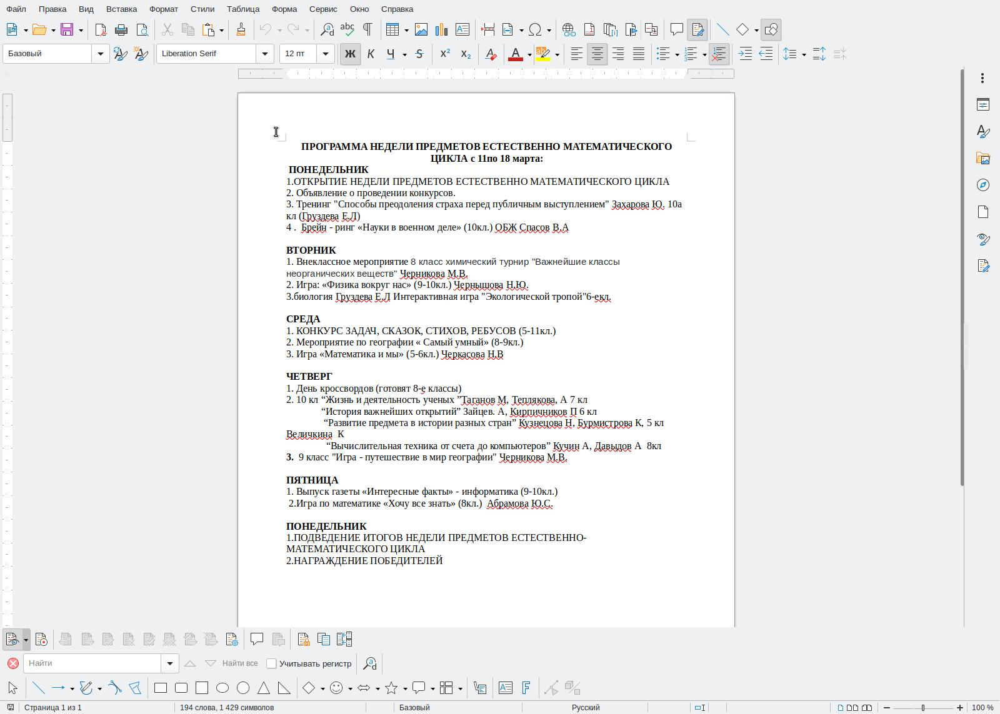 Файл Правка Вид Вставка Формат Стили Таблица Форма Сервис Окно Справка
Базовый Liberation Serif 12 пт
ПРОГРАММА НЕДЕЛИ ПРЕДМЕТОВ ЕСТЕСТВЕННО МАТЕМАТИЧЕСКОГО
ЦИКЛА с 11по 18 марта:
ПОНЕДЕЛЬНИК
1.ОТКРЫТИЕ НЕДЕЛИ ПРЕДМЕТОВ ЕСТЕСТВЕННО МАТЕМАТИЧЕСКОГО ЦИКЛА
2. Объявление о проведении конкурсов.
3. Тренинг "Способы преодоления страха перед публичным выступлением" Захарова Ю. 10а
кл (Груздева Е.Л)
4 .  Брейн - ринг «Науки в военном деле» (10кл.) ОБЖ Спасов В.А
ВТОРНИК
1. Внеклассное мероприятие 8 класс химический турнир "Важнейшие классы
неорганических веществ" Черникова М.В.
2. Игра: «Физика вокруг нас» (9-10кл.) Чернышова Н.Ю.
3.биология Груздева Е.Л Интерактивная игра "Экологической тропой"6-екл.
СРЕДА
1. КОНКУРС ЗАДАЧ, СКАЗОК, СТИХОВ, РЕБУСОВ (5-11кл.)
2. Мероприятие по географии « Самый умный» (8-9кл.)
3. Игра «Математика и мы» (5-6кл.) Черкасова Н.В
ЧЕТВЕРГ
1. День кроссвордов (готовят 8-е классы)
2. 10 кл “Жизнь и деятельность ученых ”Таганов М, Теплякова, А 7 кл
“История важнейших открытий” Зайцев. А, Кирпичников П 6 кл
“Развитие предмета в истории разных стран” Кузнецова Н, Бурмистрова К, 5 кл
Величкина  К
“Вычислительная техника от счета до компьютеров” Кучин А, Давыдов А  8кл
3.  9 класс "Игра - путешествие в мир географии" Черникова М.В.
ПЯТНИЦА
1. Выпуск газеты «Интересные факты» - информатика (9-10кл.)
2.Игра по математике «Хочу все знать» (8кл.)  Абрамова Ю.С.
ПОНЕДЕЛЬНИК
1.ПОДВЕДЕНИЕ ИТОГОВ НЕДЕЛИ ПРЕДМЕТОВ ЕСТЕСТВЕННО-
МАТЕМАТИЧЕСКОГО ЦИКЛА
2.НАГРАЖДЕНИЕ ПОБЕДИТЕЛЕЙ
Найти Найти все Учитывать регистр
Страница 1 из 1 194 слова, 1 429 символов Базовый Русский 100 %